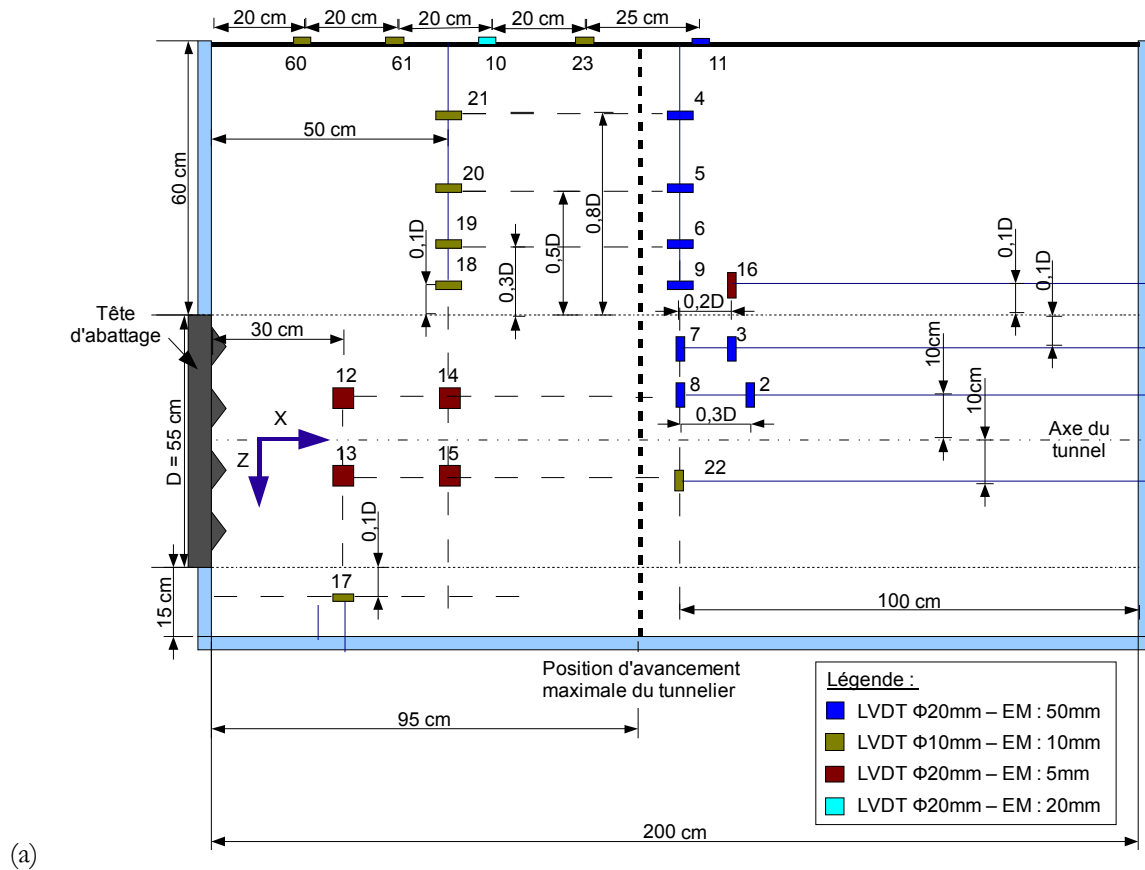 20 cm 20 cm 20 cm 20 cm 25 cm
60 61 10 23 11
21 4
50 cm
60 cm
20 5
0,8D
19 6
0,1D 0,5D 0,1D
18 0,3D 9 16 0,1D
0,2D
Tête
d'abattage
30 cm
7 3
10cm
12 14 8 2
10cm
0,3D
X
Axe du
tunnel
Z
D = 55 cm
13 15 22
0,1D
17
15 cm
100 cm
Position d'avancement
maximale du tunnelier
95 cm
Légende :
LVDT Φ20mm – EM : 50mm
LVDT Φ10mm – EM : 10mm
LVDT Φ20mm – EM : 5mm
LVDT Φ20mm – EM : 20mm
200 cm
(a)